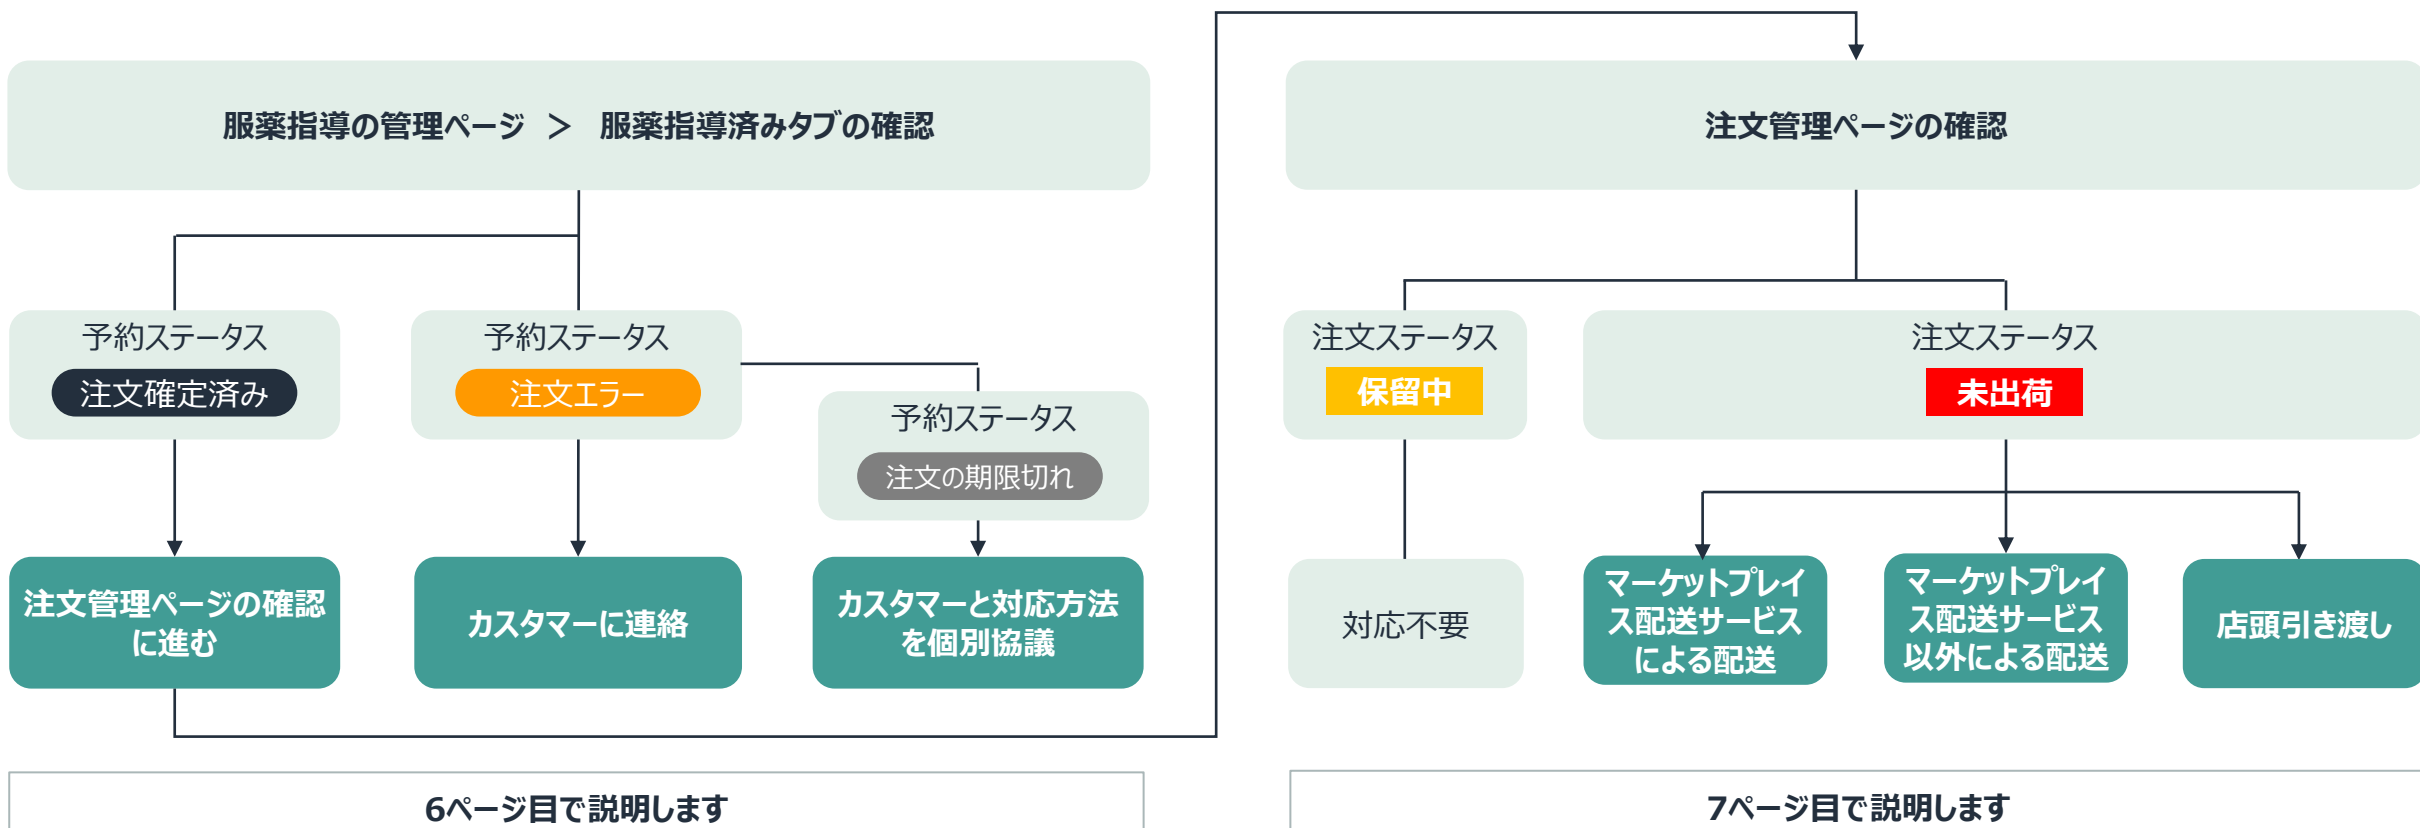 服薬指導の管理ページ ＞ 服薬指導済みタブの確認
予約ステータス
注文確定済み
予約ステータス
注文エラー
予約ステータス
注文の期限切れ
注文管理ページの確認
に進む
カスタマーに連絡
カスタマーと対応方法
を個別協議
6ページ目で説明します
注文管理ページの確認
注文ステータス
保留中
注文ステータス
未出荷
対応不要
マーケットプレイ
ス配送サービス
による配送
マーケットプレイ
ス配送サービス
以外による配送
店頭引き渡し
7ページ目で説明します